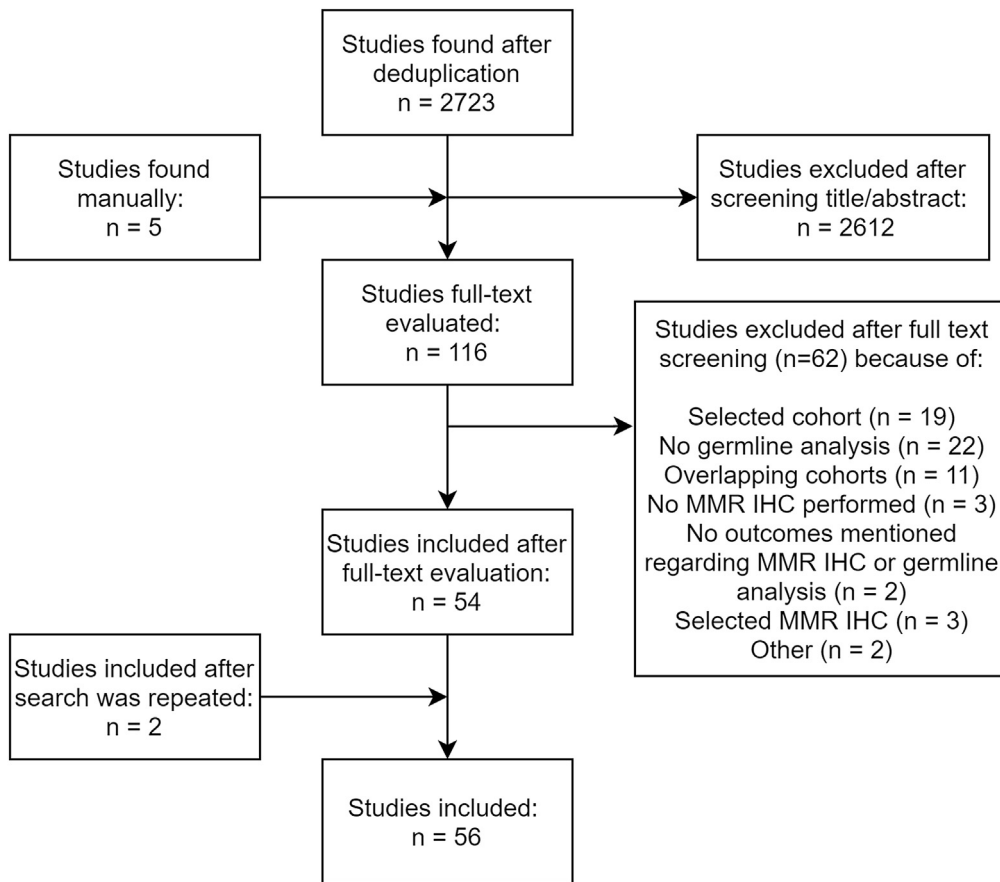 Studies found after
deduplication
n = 2723
Studies found
manually:
n = 5
Studies excluded after
screening title/abstract:
n = 2612
Studies full-text
evaluated:
n = 116
Studies excluded after full text
screening (n=62) because of:
Selected cohort (n = 19)
No germline analysis (n = 22)
Overlapping cohorts (n = 11)
No MMR IHC performed (n = 3)
No outcomes mentioned
regarding MMR IHC or germline
analysis (n = 2)
Selected MMR IHC (n = 3)
Other (n = 2)
Studies included after
full-text evaluation:
n = 54
Studies included after
search was repeated:
n = 2
Studies included:
n = 56